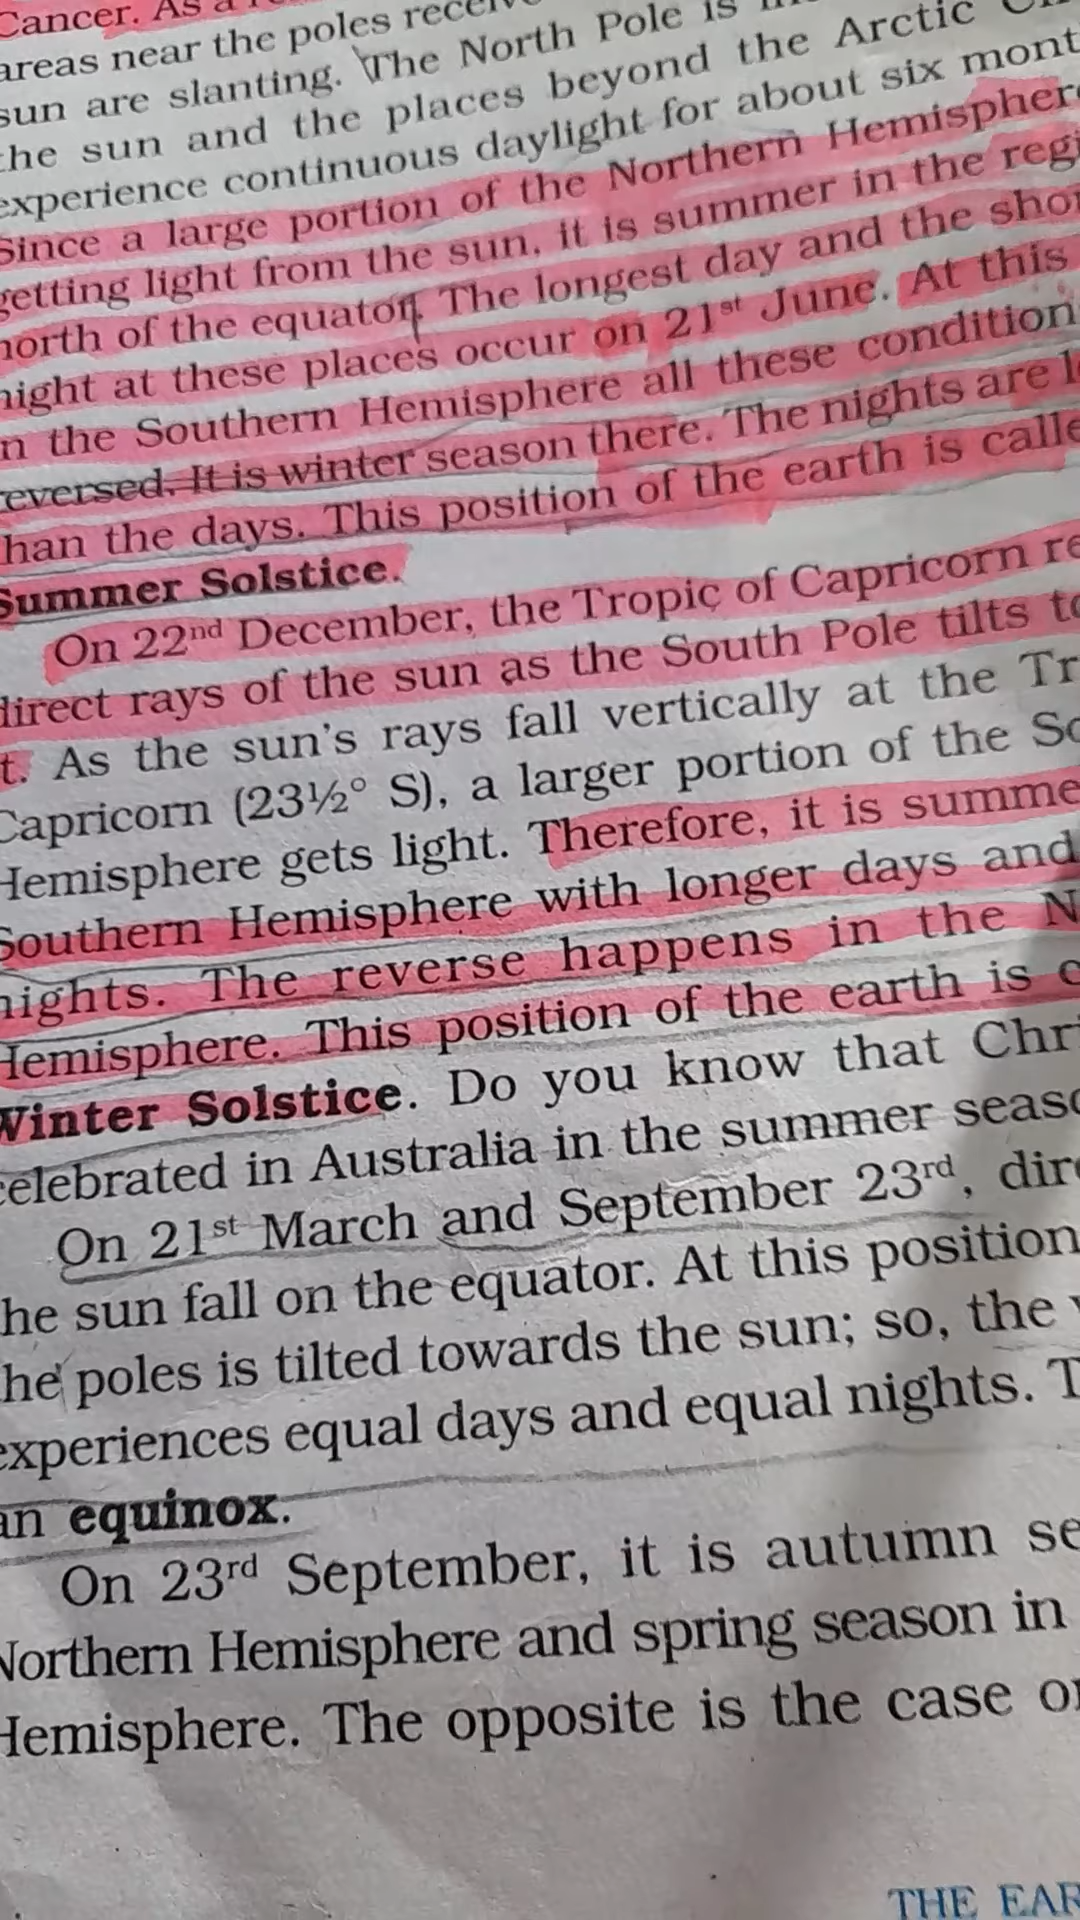 Cancer. As a
areas near the poles
sun are slanting. The North Pole is
the sun and the places beyond the Arctic
experience continuous daylight for about six mont
Since a large portion of the Northern Hemisphere
getting light from the sun, it is summer in the regi
north of the equator. The longest day and the shor
night at these places occur on 21st June. At this
n the Southern Hemisphere all these condition
reversed. It is winter season there. The nights are l
han the days. This position of the earth is calle
Summer Solstice.
On 22nd December, the Tropic of Capricorn re
direct rays of the sun as the South Pole tilts to
t. As the sun's rays fall vertically at the Tr
Capricorn (23½° S), a larger portion of the So
Hemisphere gets light. Therefore, it is summe
Southern Hemisphere with longer days and
nights. The reverse happens in the N
Hemisphere. This position of the earth is c
Winter Solstice. Do you know that Chri
celebrated in Australia in the summer seaso
On 21st March and September 23rd, dire
he sun fall on the equator. At this position
he poles is tilted towards the sun; so, the
experiences equal days and equal nights. T
an equinox.
On 23rd September, it is autumn se
Northern Hemisphere and spring season in
Hemisphere. The opposite is the case on
THE EAR